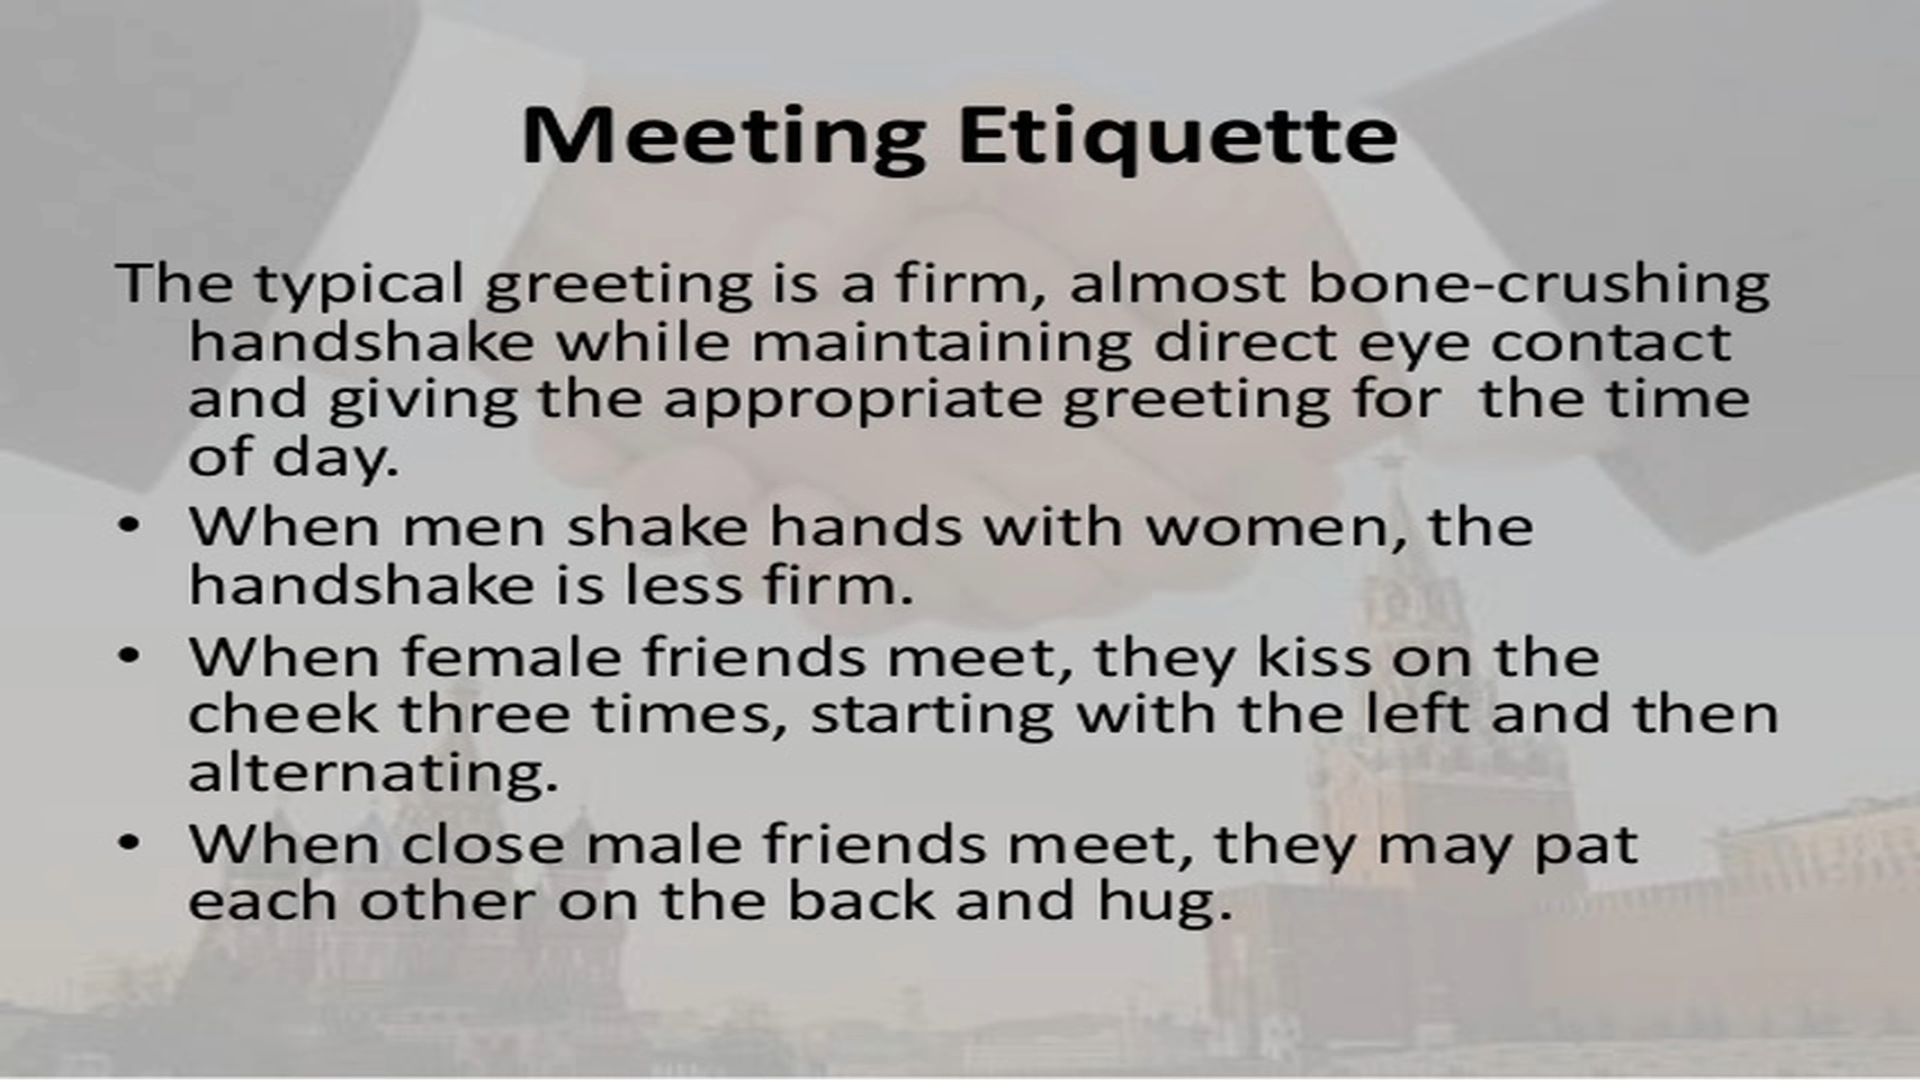 Meeting Etiquette
The typical greeting is a firm, almost bone-crushing
handshake while maintaining direct eye contact
and giving the appropriate greeting for  the time
of day.
• When men shake hands with women, the
handshake is less firm.
• When female friends meet, they kiss on the
cheek three times, starting with the left and then
alternating.
• When close male friends meet, they may pat
each other on the back and hug.